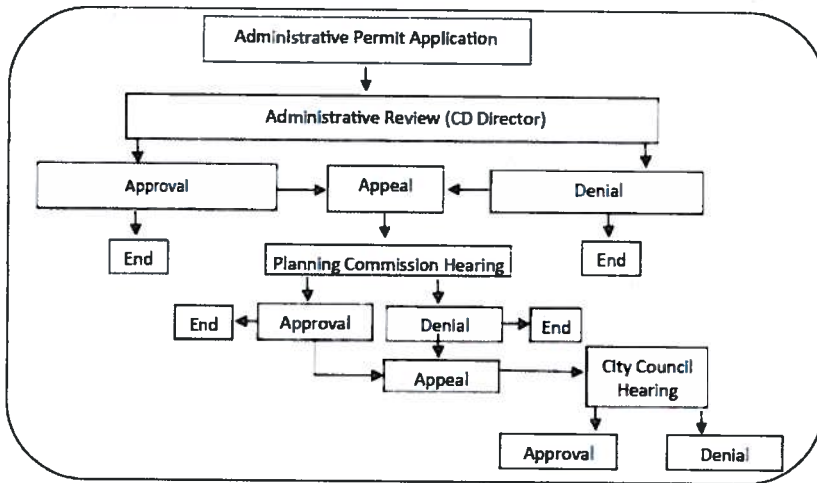 Administrative Permit Application
Administrative Review (CD Director)
Approval
Appeal
Denial
End
Planning Commission Hearing
End
End
Approval
Denial
End
Appeal
City Council
Hearing
Approval
Denial